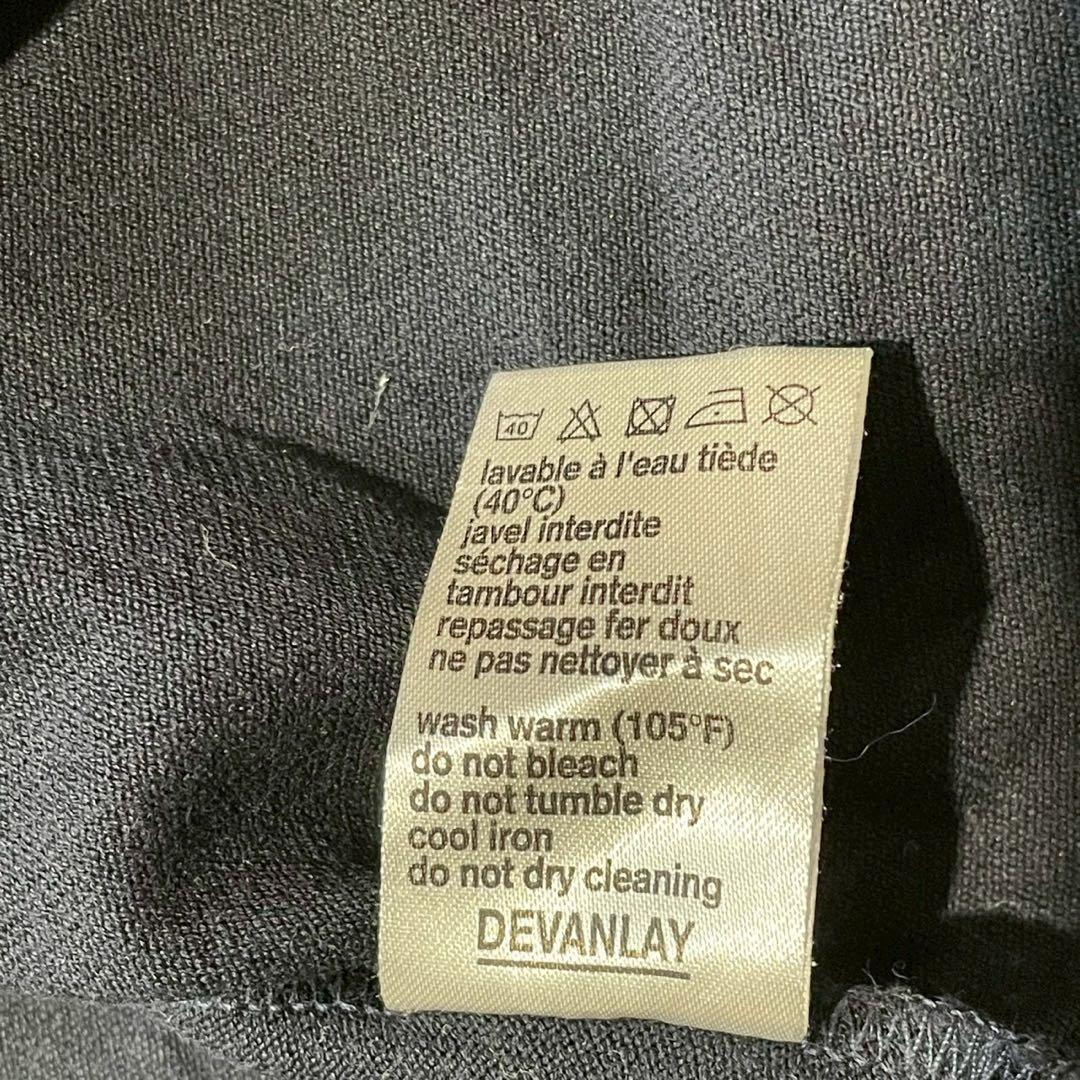 40
lavable à l'eau tiède
(40°C)
javel interdite
séchage en
tambour interdit
repassage fer doux
ne pas nettoyer à sec
wash warm (105°F)
do not bleach
do not tumble dry
cool iron
do not dry cleaning
DEVANLAY